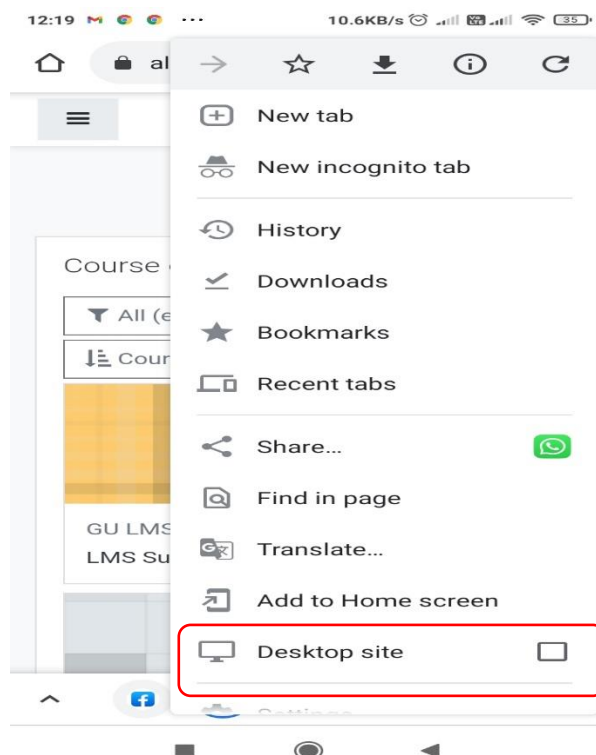 12:19
10.6KB/s
35
al
New tab
New incognito tab
History
Course
Downloads
All (e
Bookmarks
Cour
Recent tabs
Share...
Find in page
GU LMS
LMS Su
Translate...
Add to Home screen
Desktop site